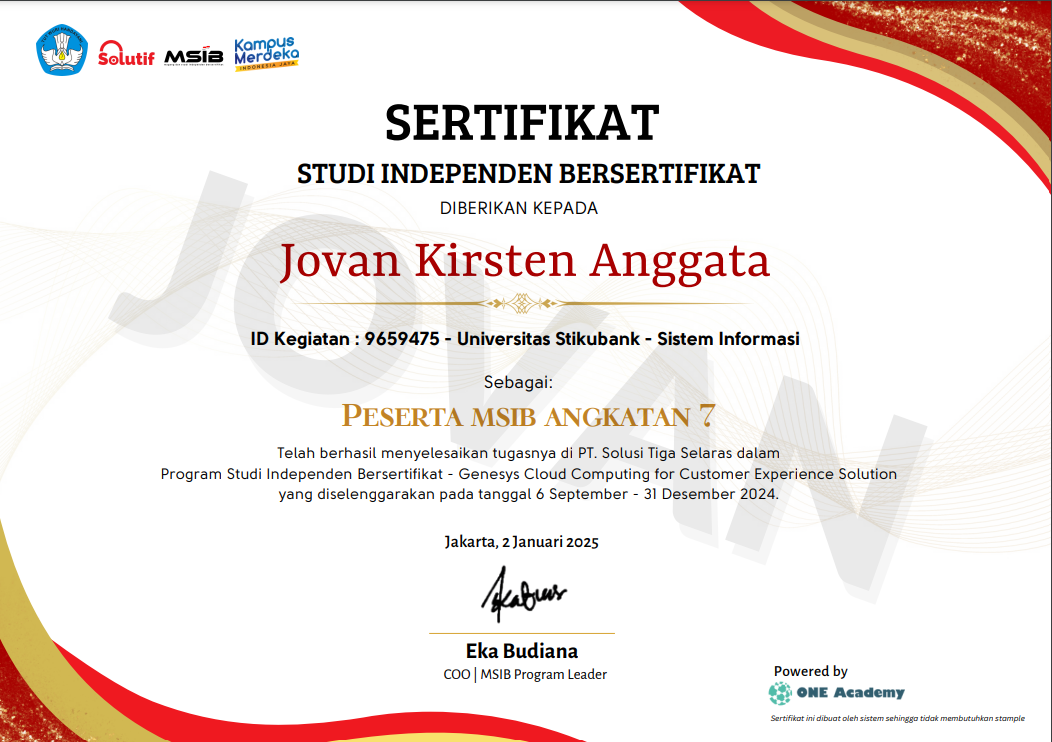 Solutif
MSIB
Kampus
Merdeka
INDONESIA JAYA
SERTIFIKAT
STUDI INDEPENDEN BERSERTIFIKAT
DIBERIKAN KEPADA
Jovan Kirsten Anggata
ID Kegiatan : 9659475 - Universitas Stikubank - Sistem Informasi
Sebagai:
PESERTA MSIB ANGKATAN 7
Telah berhasil menyelesaikan tugasnya di PT. Solusi Tiga Selaras dalam
Program Studi Independen Bersertifikat - Genesys Cloud Computing for Customer Experience Solution
yang diselenggarakan pada tanggal 6 September - 31 Desember 2024.
JOVAN
Jakarta, 2 Januari 2025
Eka Budiana
COO | MSIB Program Leader
Powered by
ONE Academy
Sertifikat ini dibuat oleh sistem sehingga tidak membutuhkan stample